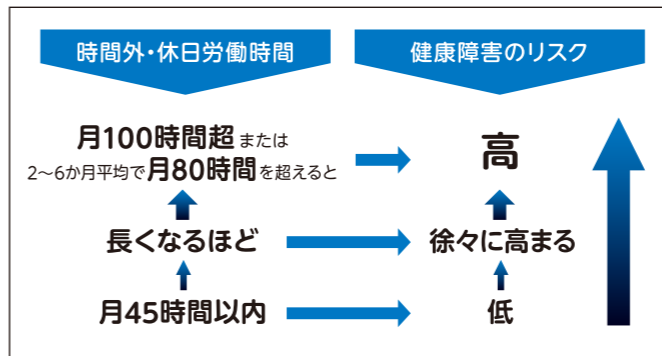 時間外・休日労働時間
健康障害のリスク
月100時間超 または
2〜6か月平均で月80時間を超えると
高
長くなるほど
徐々に高まる
月45時間以内
低